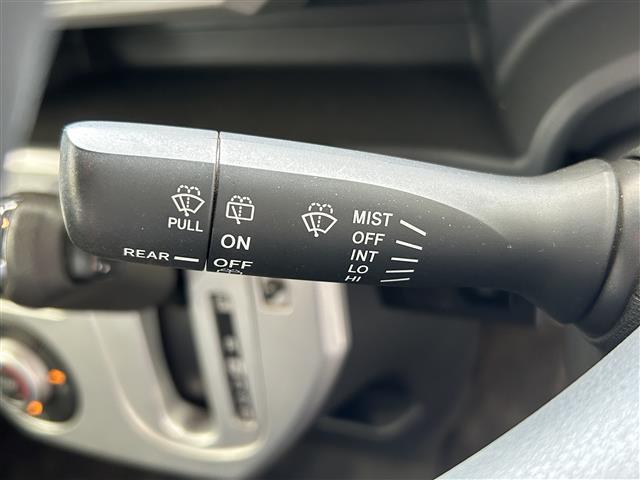 PULL
REAR
ON
OFF
MIST
OFF
INT
LO
HI